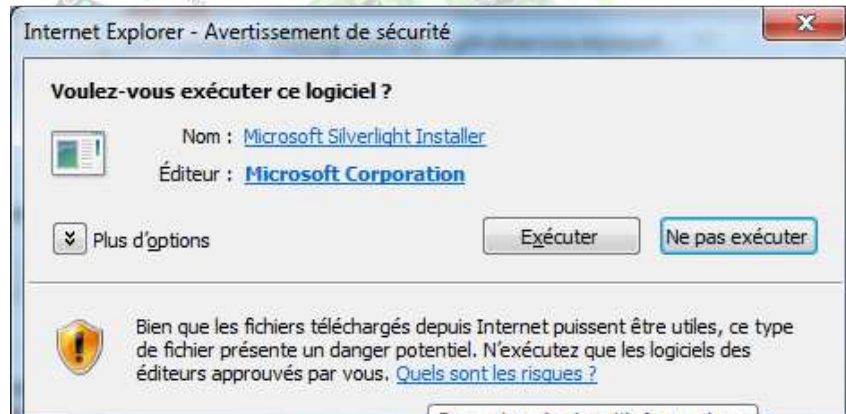 Internet Explorer - Avertissement de sécurité
Voulez-vous exécuter ce logiciel ?
Nom : Microsoft Silverlight Installer
Éditeur : Microsoft Corporation
Plus d'options
Exécuter
Ne pas exécuter
Bien que les fichiers téléchargés depuis Internet puissent être utiles, ce type
de fichier présente un danger potentiel. N'exécutez que les logiciels des
éditeurs approuvés par vous. Quels sont les risques ?